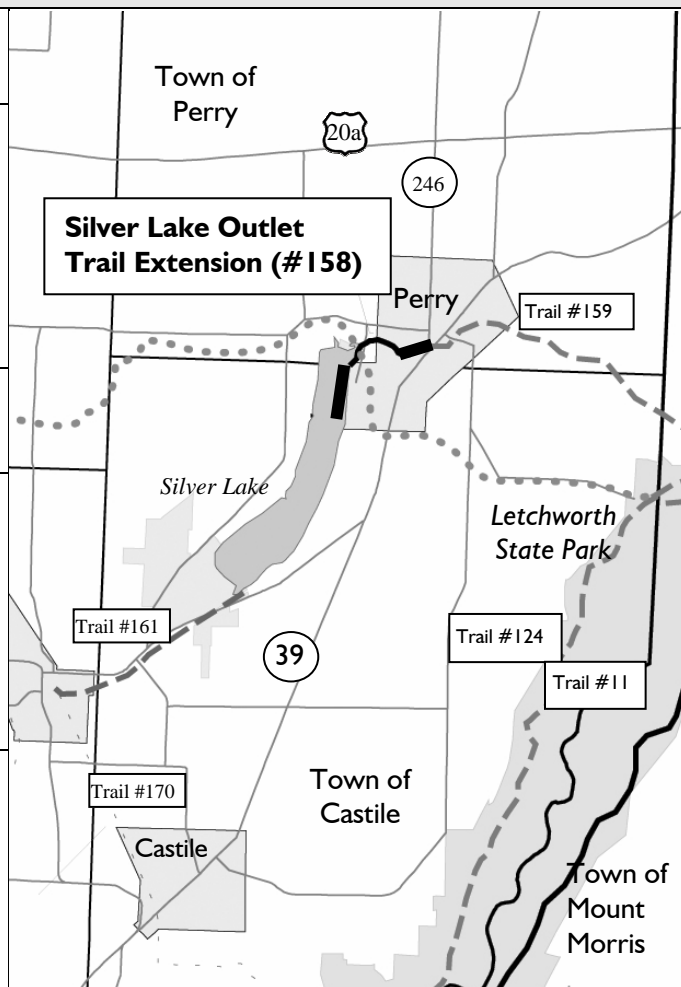 Town of
Perry
20a
246
Silver Lake Outlet
Trail Extension (#158)
Perry
Trail #159
Silver Lake
Letchworth
State Park
Trail #161
Trail #124
39
Trail #11
Town of
Castile
Trail #170
Castile
Town of
Mount
Morris